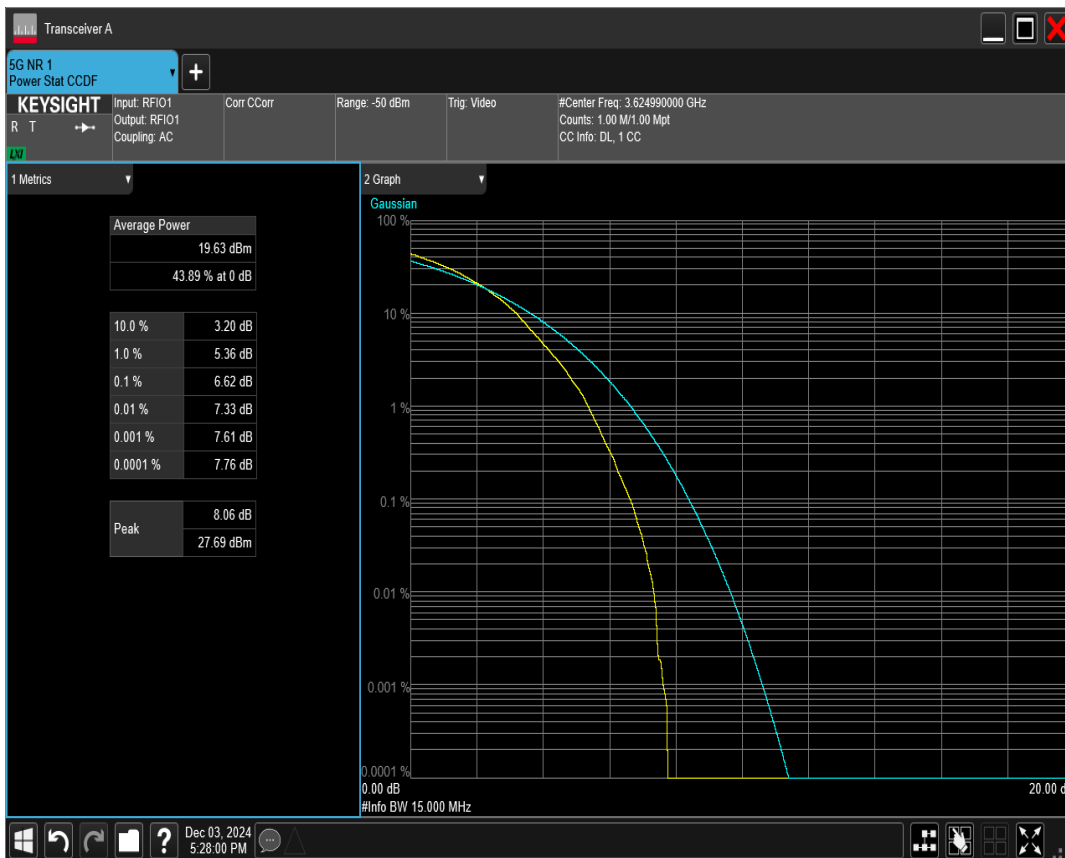 Transceiver A
5G NR 1
Power Stat CCDF
+
KEYSIGHT
R T
LXI
Input: RFIO1
Output: RFIO1
Coupling: AC
Corr CCorr
Range: -50 dBm
Trig: Video
#Center Freq: 3.624990000 GHz
Counts: 1.00 M/1.00 Mpt
CC Info: DL, 1 CC
1 Metrics
Average Power
19.63 dBm
43.89 % at 0 dB
10.0 % 3.20 dB
1.0 % 5.36 dB
0.1 % 6.62 dB
0.01 % 7.33 dB
0.001 % 7.61 dB
0.0001 % 7.76 dB
Peak
8.06 dB
27.69 dBm
2 Graph
Gaussian
100 %
10 %
1 %
0.1 %
0.01 %
0.001 %
0.0001 %
0.00 dB
20.00 d
#Info BW 15.000 MHz
?
Dec 03, 2024
5:28:00 PM